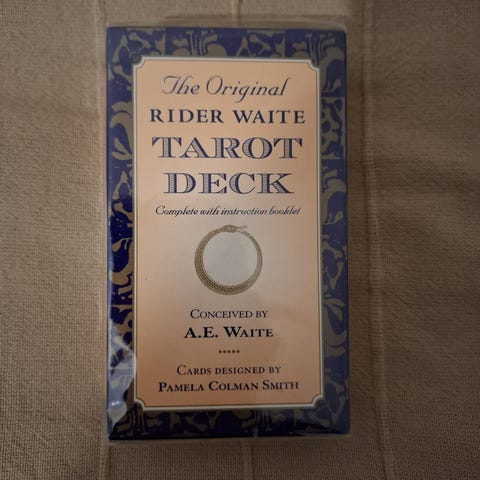 The Original
RIDER WAITE
TAROT
DECK
Complete with instruction booklet
CONCEIVED BY
A.E. WAITE
★★★★★
CARDS DESIGNED BY
PAMELA COLMAN SMITH